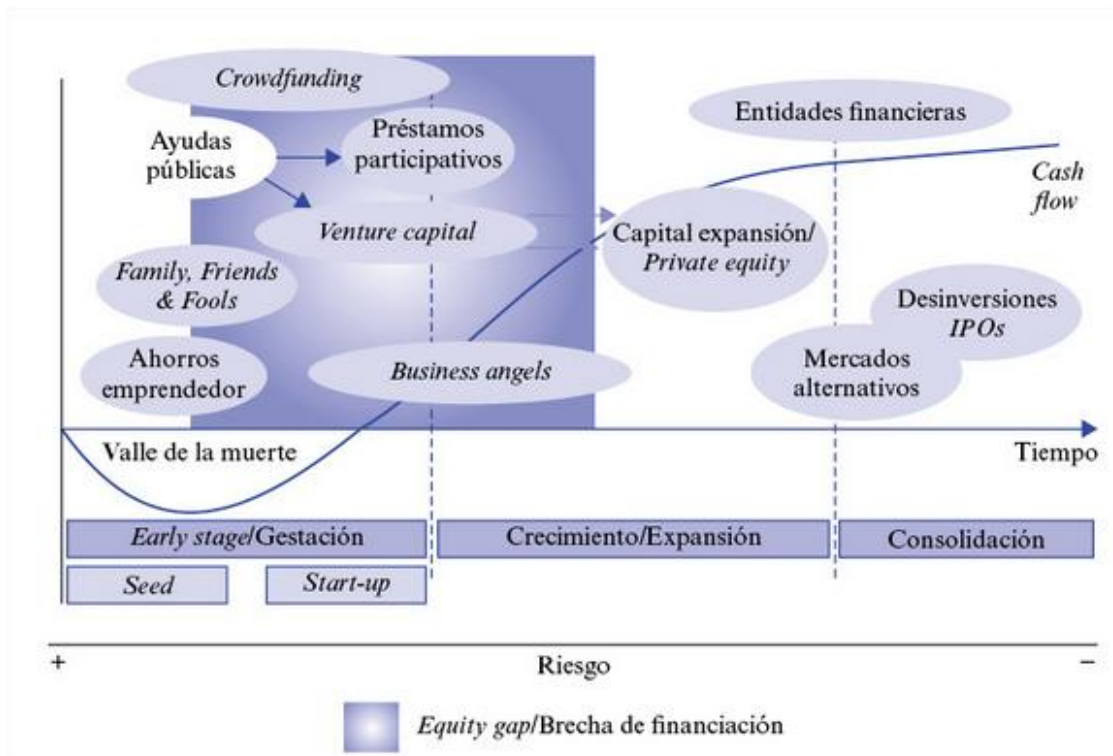 Crowdfunding
Ayudas
públicas
Préstamos
participativos
Entidades financieras
Cash
flow
Venture capital
Capital expansión/
Private equity
Family, Friends
& Fools
Desinversiones
IPOs
Ahorros
emprendedor
Business angels
Mercados
alternativos
Valle de la muerte
Tiempo
Early stage/Gestación
Crecimiento/Expansión
Consolidación
Seed
Start-up
+
Riesgo
–
Equity gap/Brecha de financiación